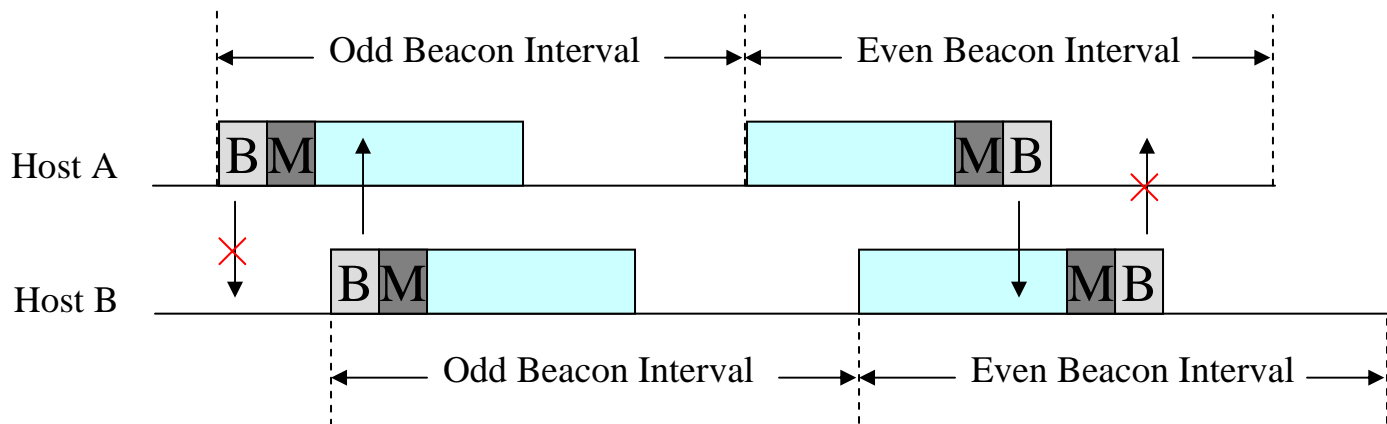 Odd Beacon Interval Even Beacon Interval
Host A B M M B
Host B B M M B
Odd Beacon Interval Even Beacon Interval